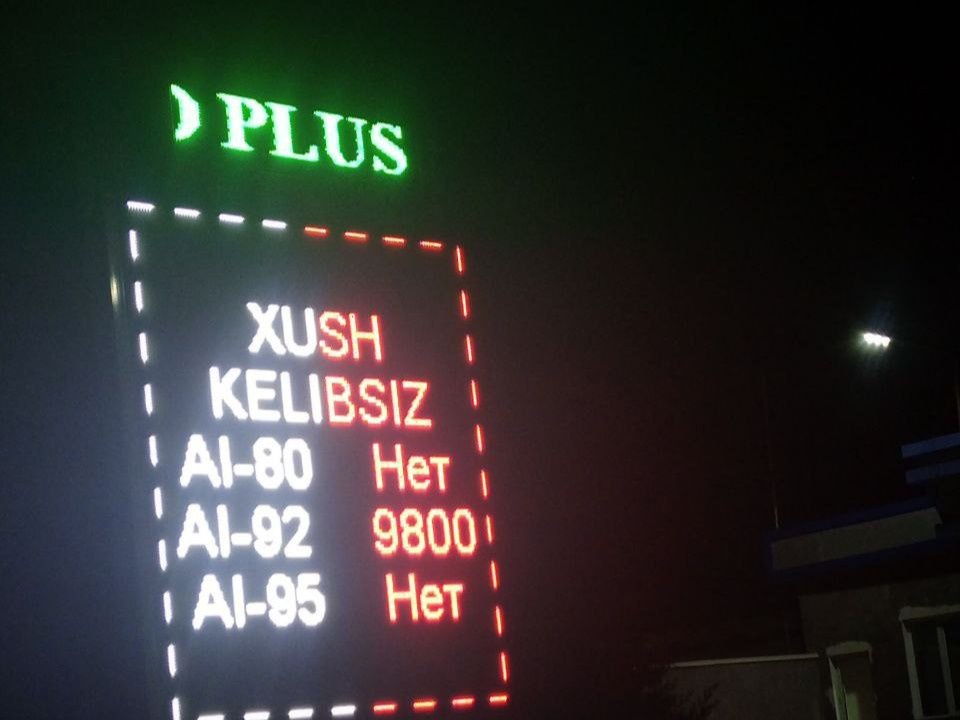 PLUS
XUSH
KELIBSIZ
AI-80 Нет
AI-92 9800
AI-95 Нет